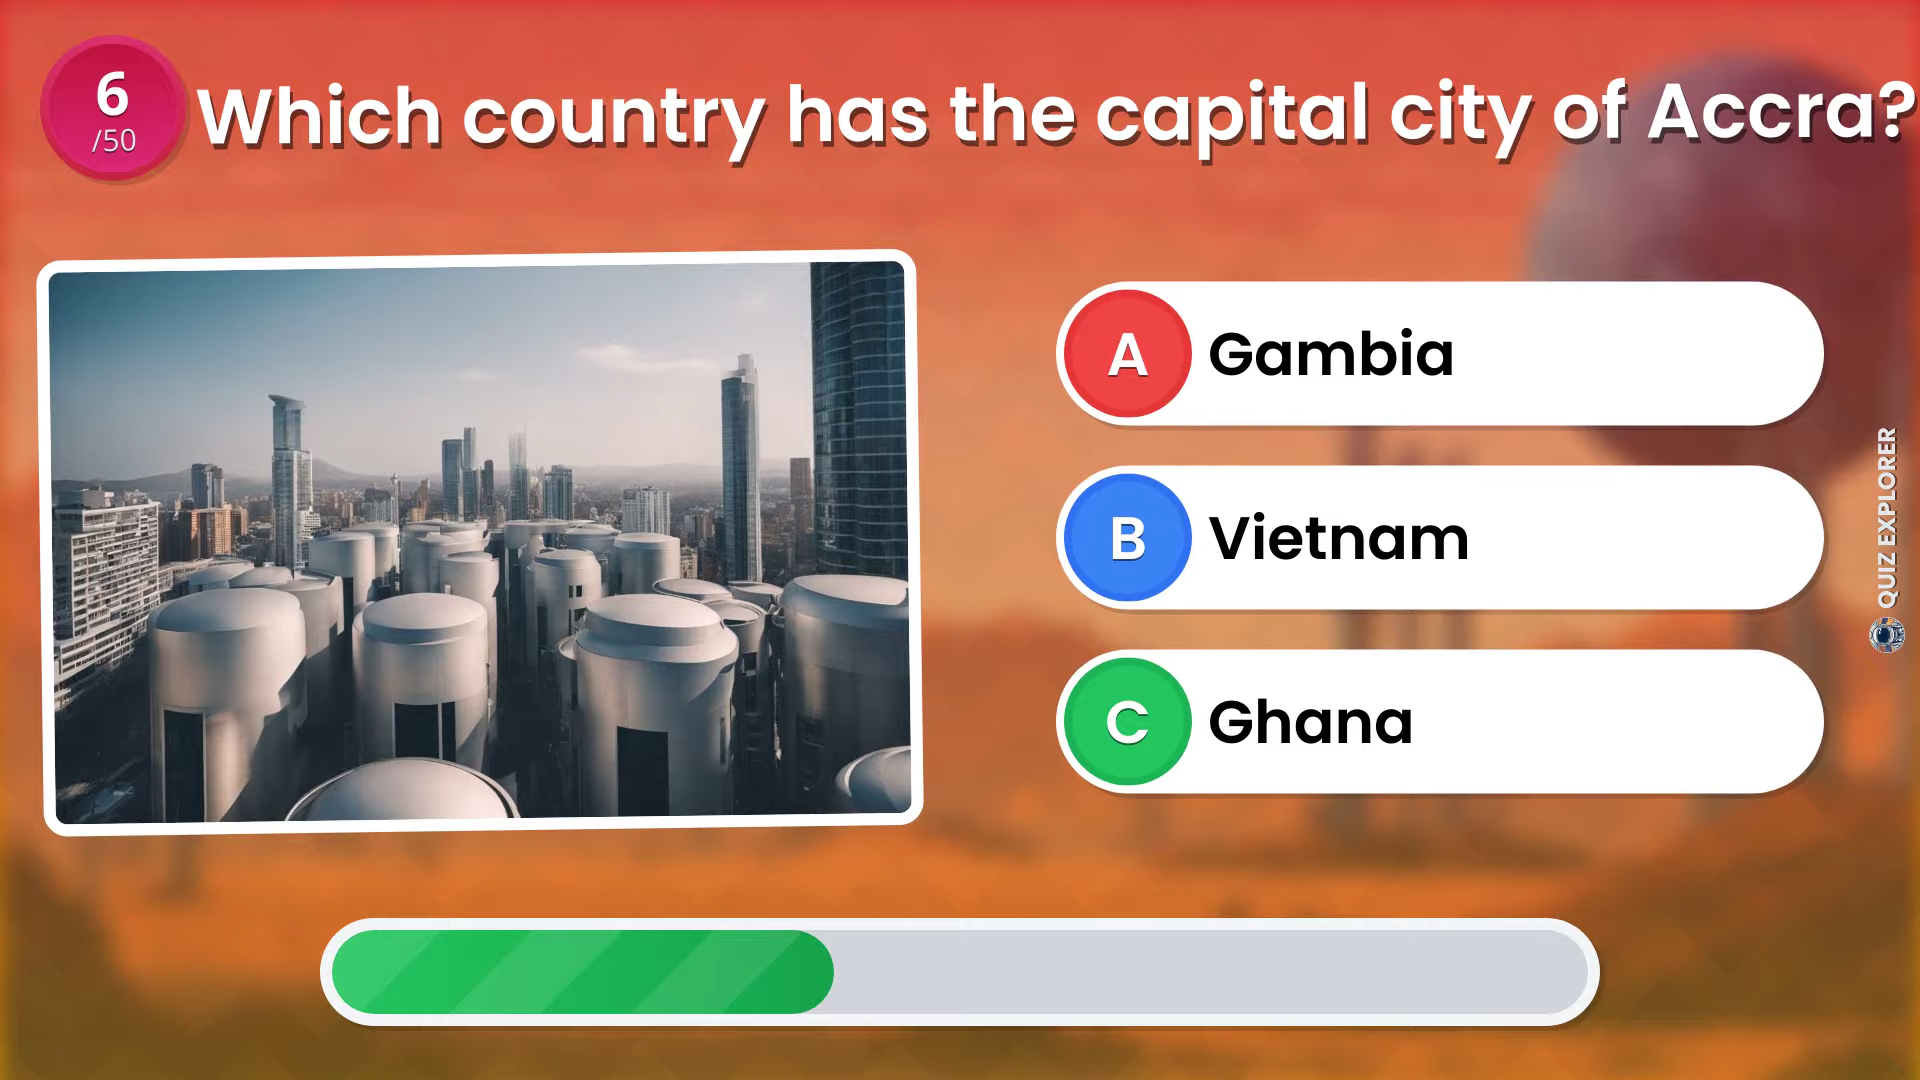 6
/50
Which country has the capital city of Accra?
A
Gambia
B
Vietnam
C
Ghana
QUIZ EXPLORER